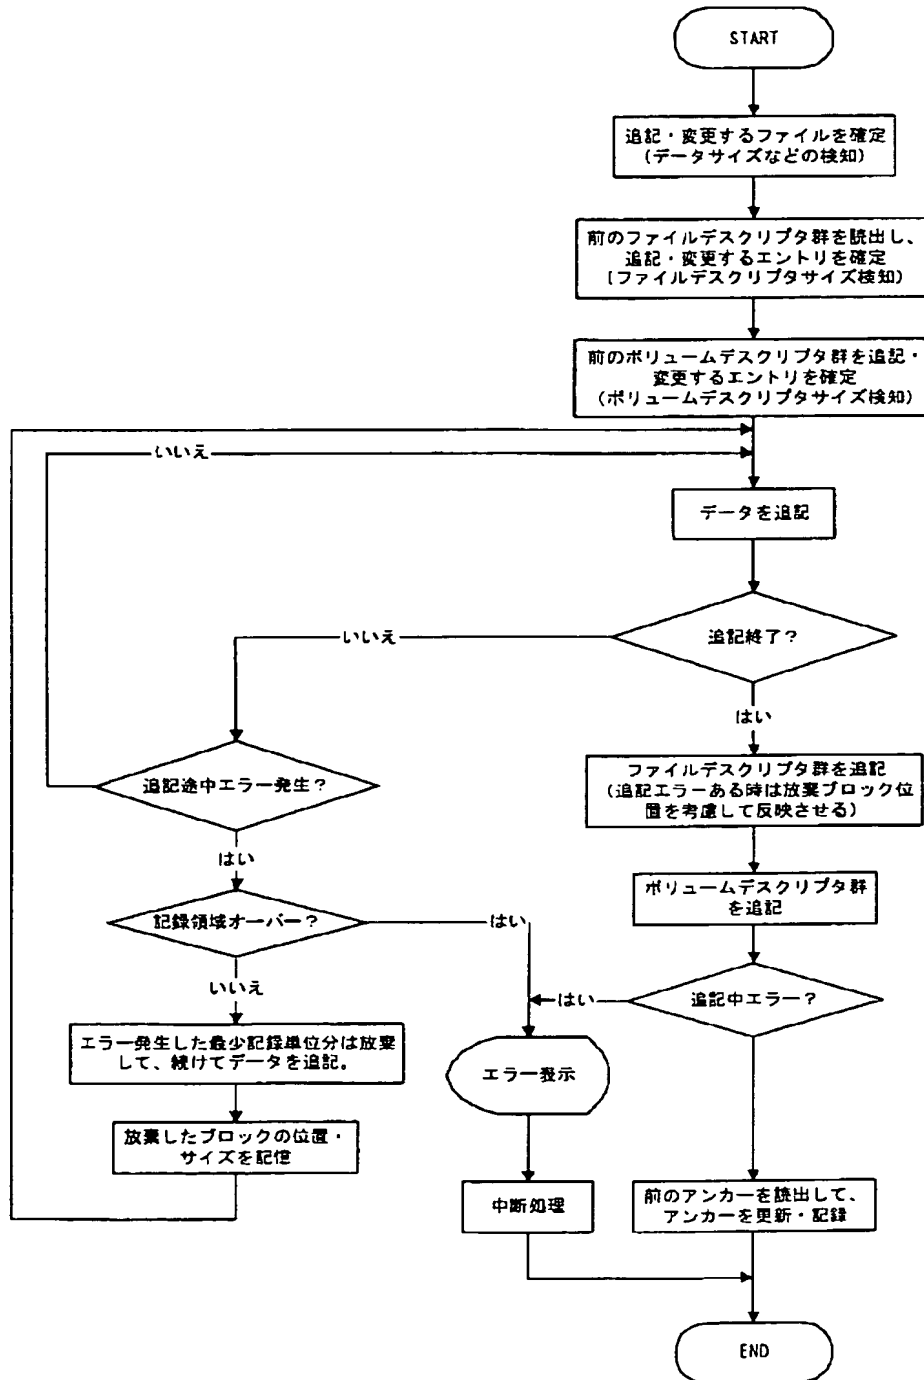 START
追記・変更するファイルを確定
(データサイズなどの検知)
前のファイルデスクリプタ群を読出し、
追記・変更するエントリを確定
(ファイルデスクリプタサイズ検知)
前のボリュームデスクリプタ群を追記・
変更するエントリを確定
(ボリュームデスクリプタサイズ検知)
いいえ
データを追記
追記終了?
いいえ
はい
追記途中エラー発生?
ファイルデスクリプタ群を追記
(追記エラーある時は放棄ブロック位
置を考慮して反映させる)
はい
ボリュームデスクリプタ群
を追記
記録領域オーバー?
はい
いいえ
追記中エラー?
はい
エラー発生した最少記録単位分は放棄
して、続けてデータを追記。
エラー表示
放棄したブロックの位置・
サイズを記憶
中断処理
前のアンカーを読出して、
アンカーを更新・記録
END